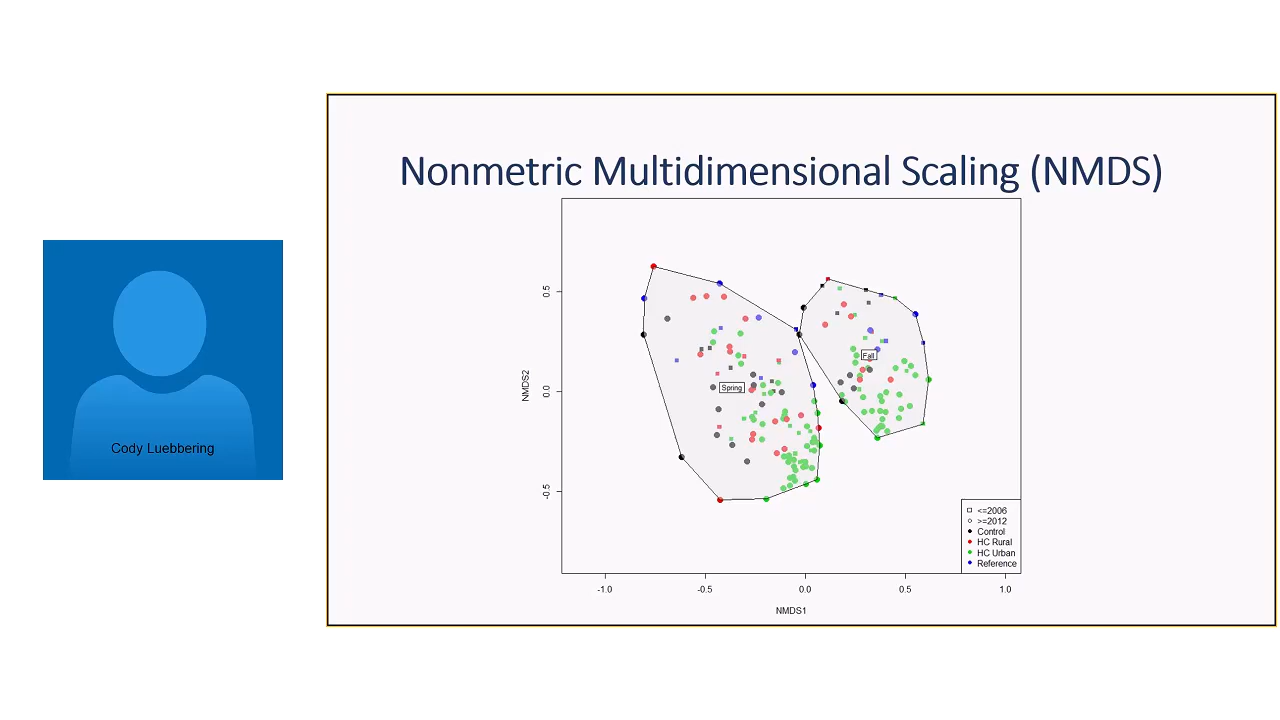 Nonmetric Multidimensional Scaling (NMDS)
Cody Luebbering
NMDS2
0.5
0.0
-0.5
Spring
Fall
<=2006
>=2012
Control
HC Rural
HC Urban
Reference
-1.0 -0.5 0.0 0.5 1.0
NMDS1